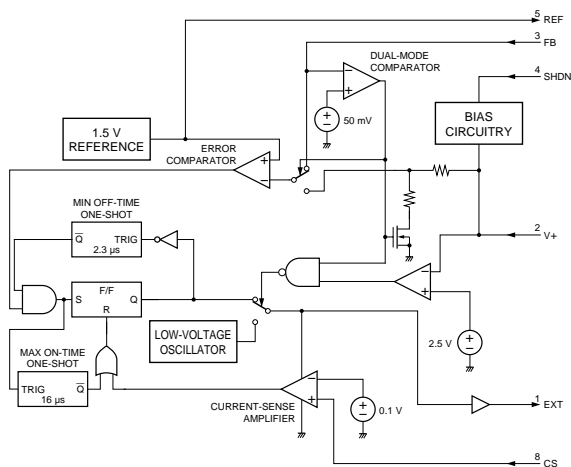 5
REF
3
FB
DUAL-MODE
COMPARATOR
4
SHDN
−
+
50 mV
+
−
BIAS
CIRCUITRY
1.5 V
REFERENCE
ERROR
COMPARATOR
+
−
MIN OFF-TIME
ONE-SHOT
Q TRIG
2.3 µs
2
V+
−
+
F/F
S Q
R
LOW-VOLTAGE
OSCILLATOR
2.5 V
+
−
MAX ON-TIME
ONE-SHOT
TRIG Q
16 µs
−
+
CURRENT-SENSE
AMPLIFIER
+
−
0.1 V
1
EXT
8
CS